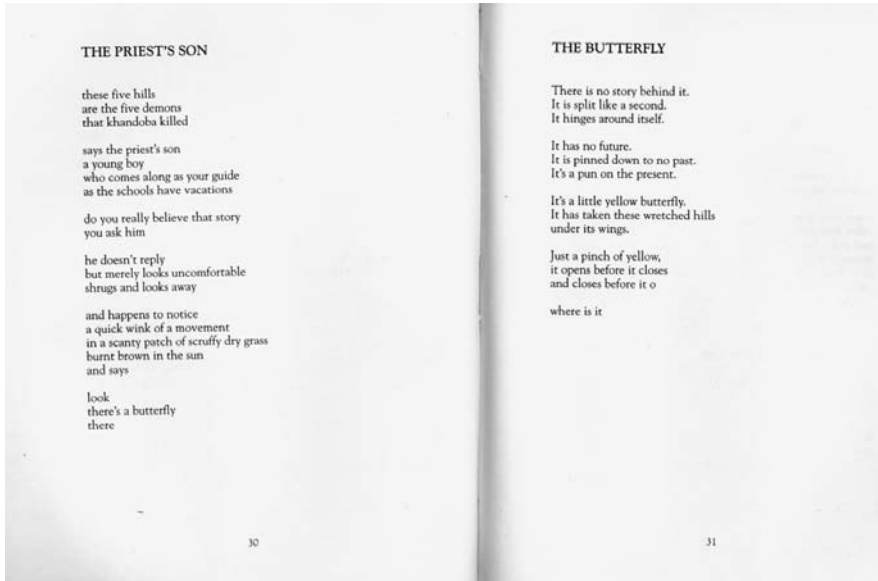 THE PRIEST'S SON
these five hills
are the five demons
that khandoba killed
says the priest's son
a young boy
who comes along as your guide
as the schools have vacations
do you really believe that story
you ask him
he doesn't reply
but merely looks uncomfortable
shrugs and looks away
and happens to notice
a quick wink of a movement
in a scanty patch of scruffy dry grass
burnt brown in the sun
and says
look
there's a butterfly
there
30
THE BUTTERFLY
There is no story behind it.
It is split like a second.
It hinges around itself.
It has no future.
It is pinned down to no past.
It's a pun on the present.
It's a little yellow butterfly.
It has taken these wretched hills
under its wings.
Just a pinch of yellow,
it opens before it closes
and closes before it o
where is it
31